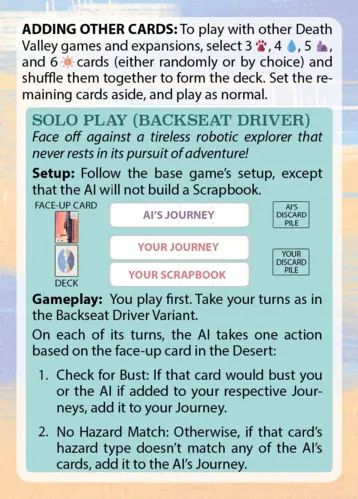 ADDING OTHER CARDS: To play with other Death
Valley games and expansions, select 3 , 4 , 5 ,
and 6 cards (either randomly or by choice) and
shuffle them together to form the deck. Set the re-
maining cards aside, and play as normal.
SOLO PLAY (BACKSEAT DRIVER)
Face off against a tireless robotic explorer that
never rests in its pursuit of adventure!
Setup: Follow the base game's setup, except
that the AI will not build a Scrapbook.
FACE-UP CARD
AI'S JOURNEY
AI'S
DISCARD
PILE
YOUR JOURNEY
YOUR SCRAPBOOK
YOUR
DISCARD
PILE
DECK
Gameplay: You play first. Take your turns as in
the Backseat Driver Variant.
On each of its turns, the AI takes one action
based on the face-up card in the Desert:
1. Check for Bust: If that card would bust you
or the AI if added to your respective Jour-
neys, add it to your Journey.
2. No Hazard Match: Otherwise, if that card's
hazard type doesn't match any of the AI's
cards, add it to the AI's Journey.